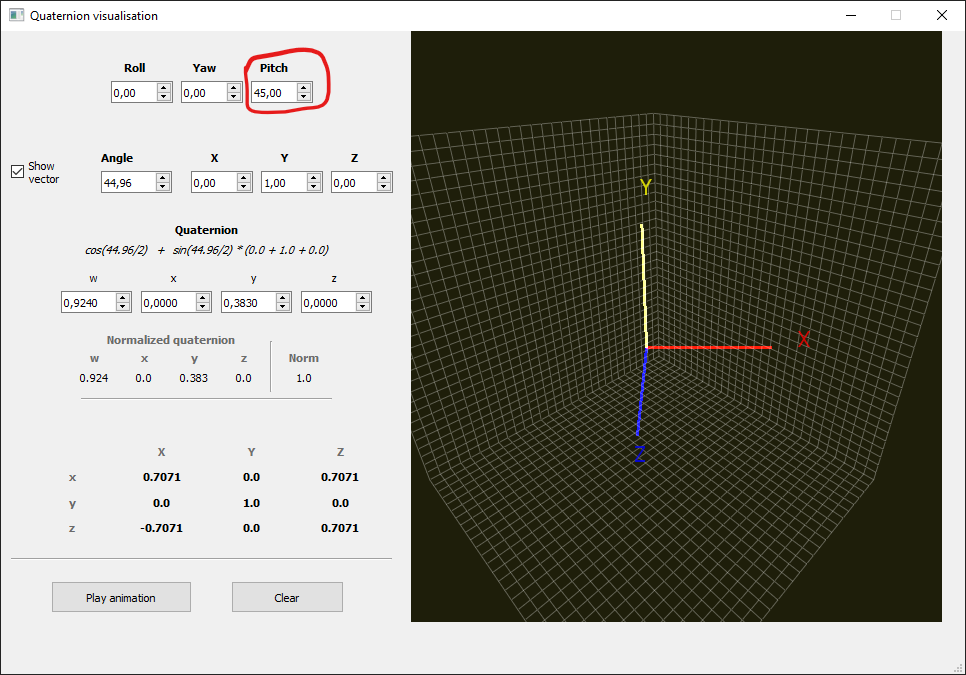 Quaternion visualisation
Roll Yaw Pitch
0,00 0,00 45,00
Show vector
Angle X Y Z
44,96 0,00 1,00 0,00
Quaternion
cos(44.96/2) + sin(44.96/2) * (0.0 + 1.0 + 0.0)
w x y z
0,9240 0,0000 0,3830 0,0000
Normalized quaternion
w x y z Norm
0.924 0.0 0.383 0.0 1.0
X Y Z
x 0.7071 0.0 0.7071
y 0.0 1.0 0.0
z -0.7071 0.0 0.7071
Play animation Clear
Y
X
Z